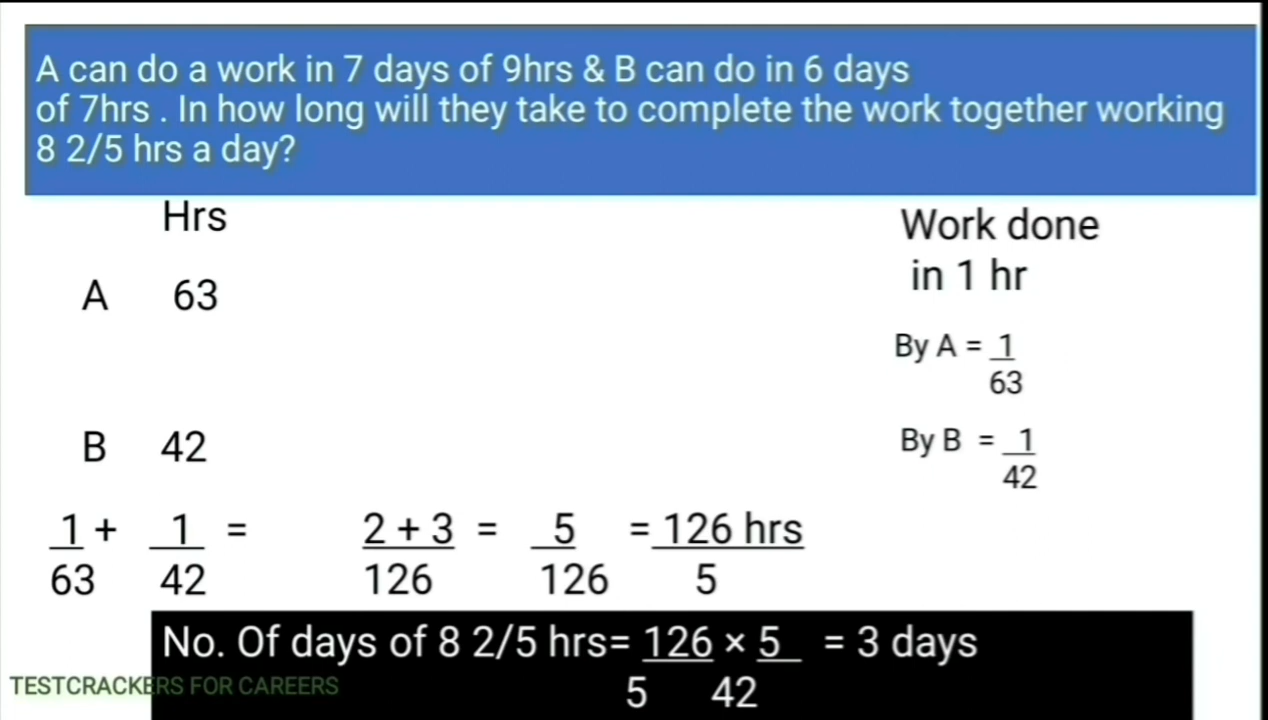 A can do a work in 7 days of 9hrs & B can do in 6 days
of 7hrs . In how long will they take to complete the work together working
8 2/5 hrs a day?
Hrs
Work done
in 1 hr
A 63
By A = 1
63
B 42
By B = 1
42
1 + 1 = 2 + 3 = 5 = 126 hrs
63 42 126 126 5
No. Of days of 8 2/5 hrs= 126 × 5 = 3 days
5 42
TESTCRACKERS FOR CAREERS